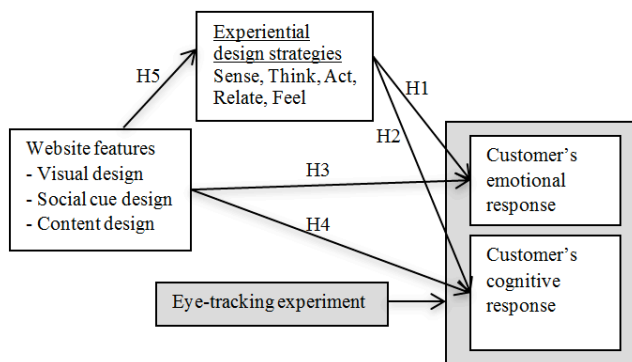 Experiential
design strategies
Sense, Think, Act,
Relate, Feel
H5
H1
H2
Website features
- Visual design
- Social cue design
- Content design
H3
H4
Customer's
emotional
response
Customer's
cognitive
response
Eye-tracking experiment